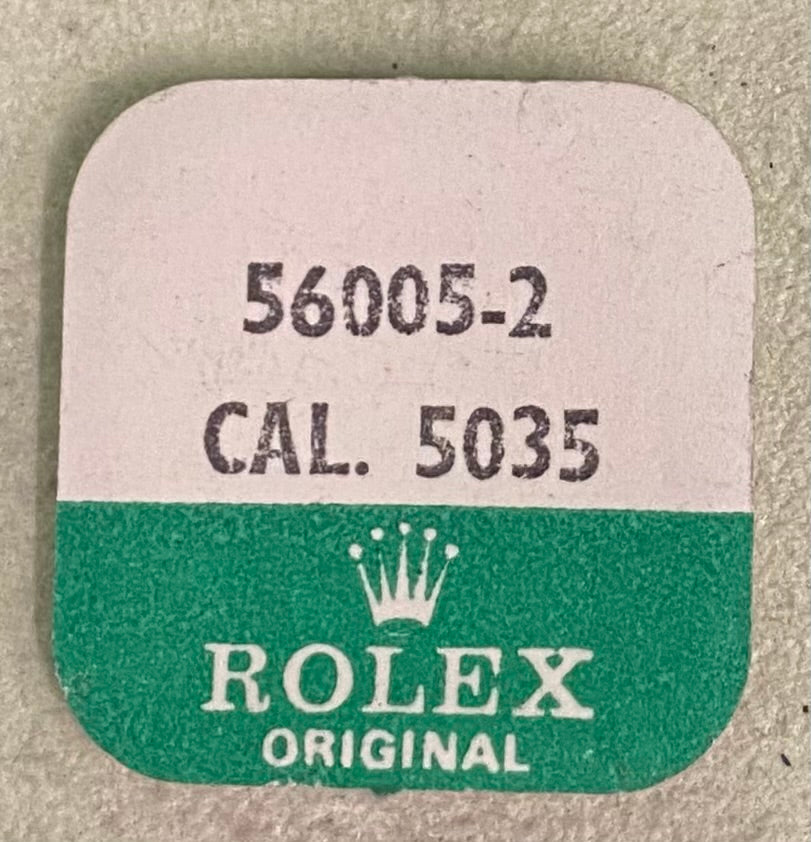 56005-2
CAL. 5035
ROLEX
ORIGINAL